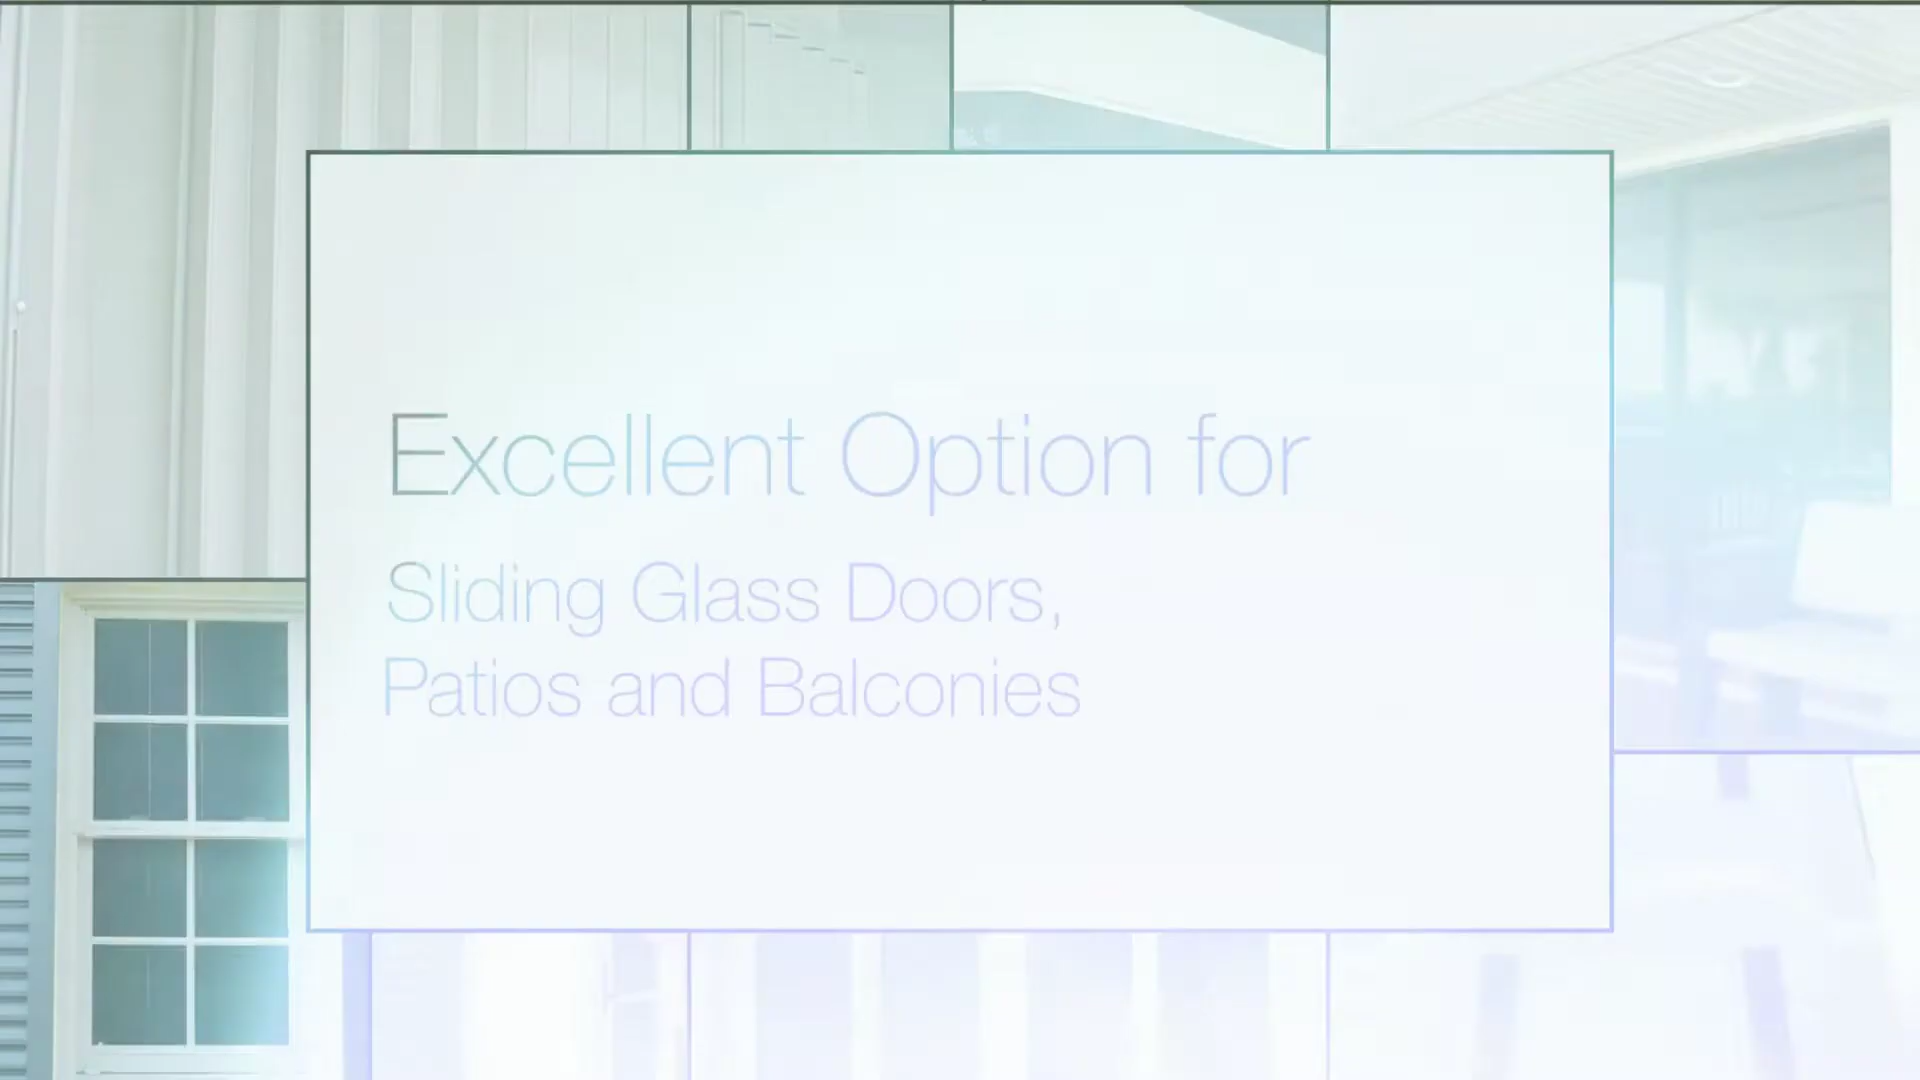 Excellent Option for
Sliding Glass Doors,
Patios and Balconies